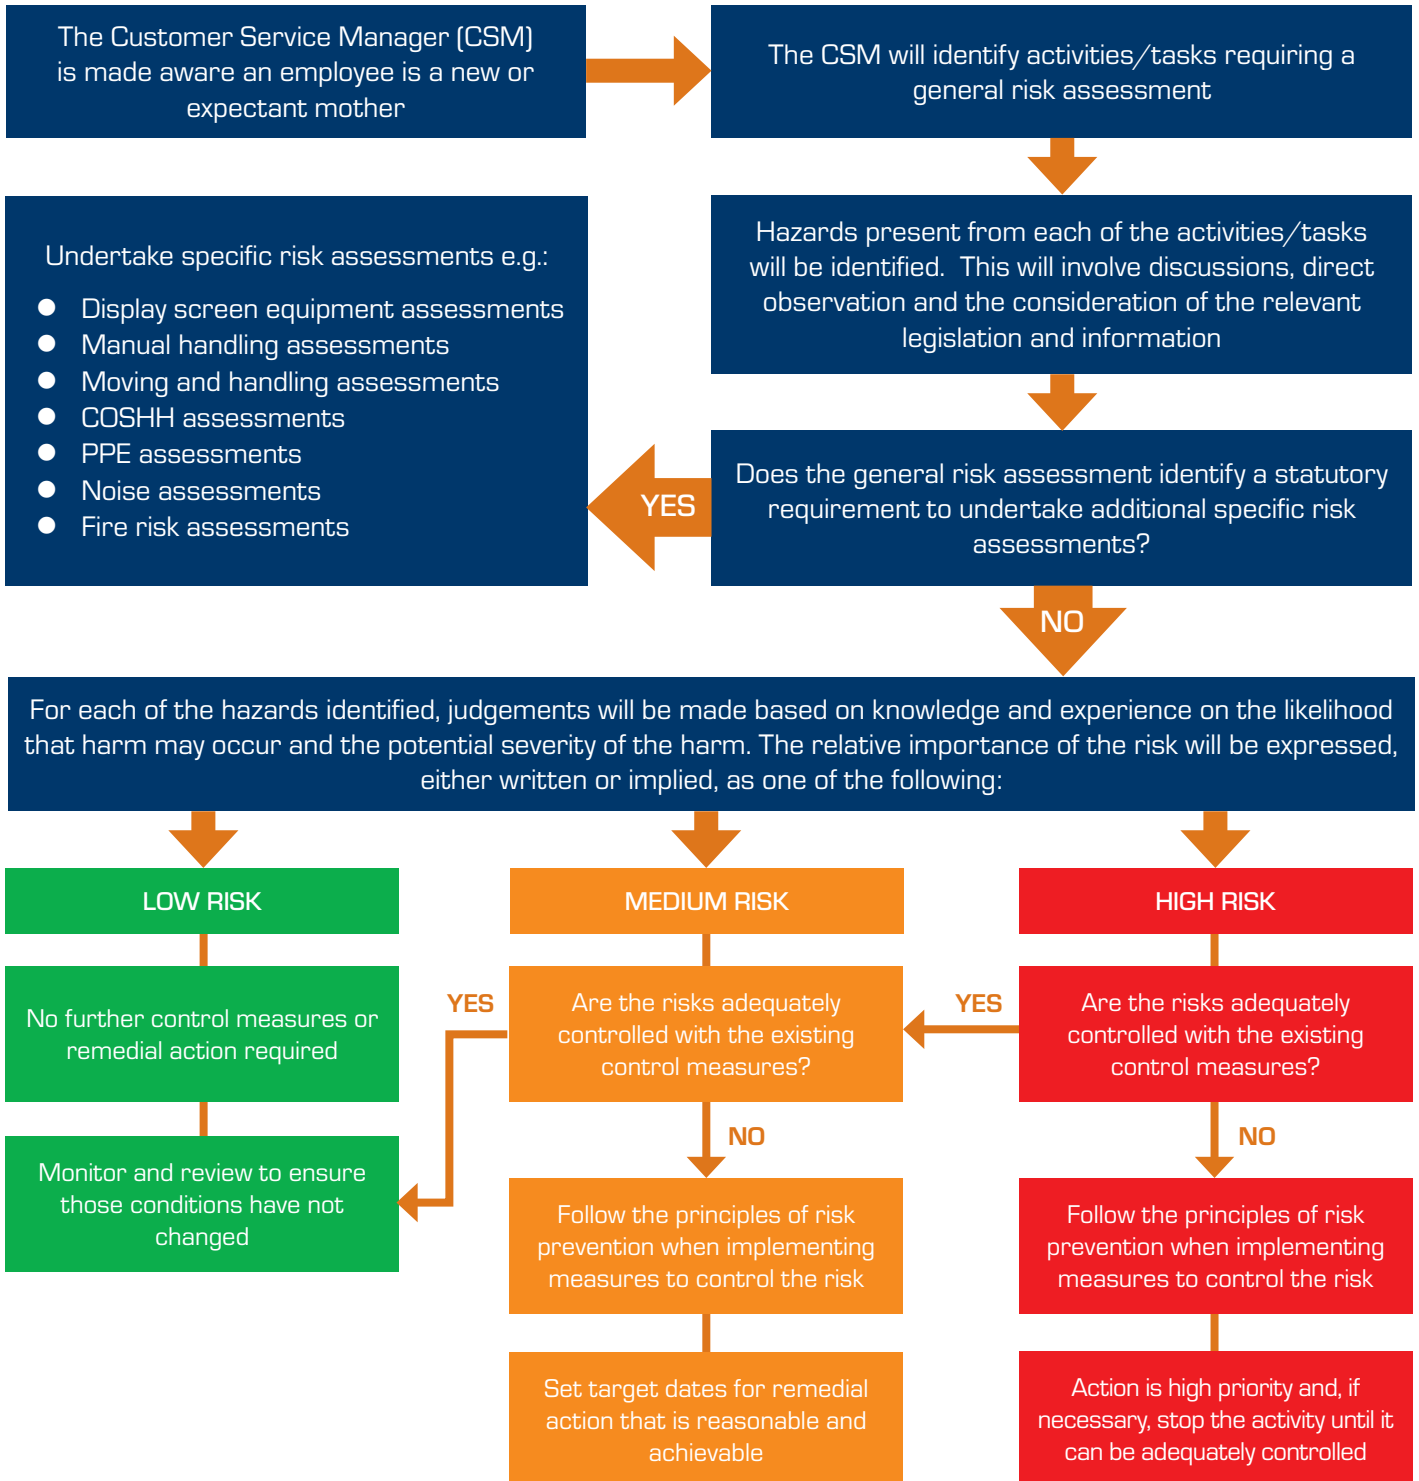 The Customer Service Manager (CSM)
is made aware an employee is a new or
expectant mother
The CSM will identify activities/tasks requiring a
general risk assessment
Hazards present from each of the activities/tasks
will be identified.  This will involve discussions, direct
observation and the consideration of the relevant
legislation and information
Does the general risk assessment identify a statutory
requirement to undertake additional specific risk
assessments?
YES
Undertake specific risk assessments e.g.:
● Display screen equipment assessments
● Manual handling assessments
● Moving and handling assessments
● COSHH assessments
● PPE assessments
● Noise assessments
● Fire risk assessments
NO
For each of the hazards identified, judgements will be made based on knowledge and experience on the likelihood
that harm may occur and the potential severity of the harm. The relative importance of the risk will be expressed,
either written or implied, as one of the following:
LOW RISK
No further control measures or
remedial action required
Monitor and review to ensure
those conditions have not
changed
YES
MEDIUM RISK
Are the risks adequately
controlled with the existing
control measures?
NO
Follow the principles of risk
prevention when implementing
measures to control the risk
Set target dates for remedial
action that is reasonable and
achievable
YES
HIGH RISK
Are the risks adequately
controlled with the existing
control measures?
NO
Follow the principles of risk
prevention when implementing
measures to control the risk
Action is high priority and, if
necessary, stop the activity until it
can be adequately controlled